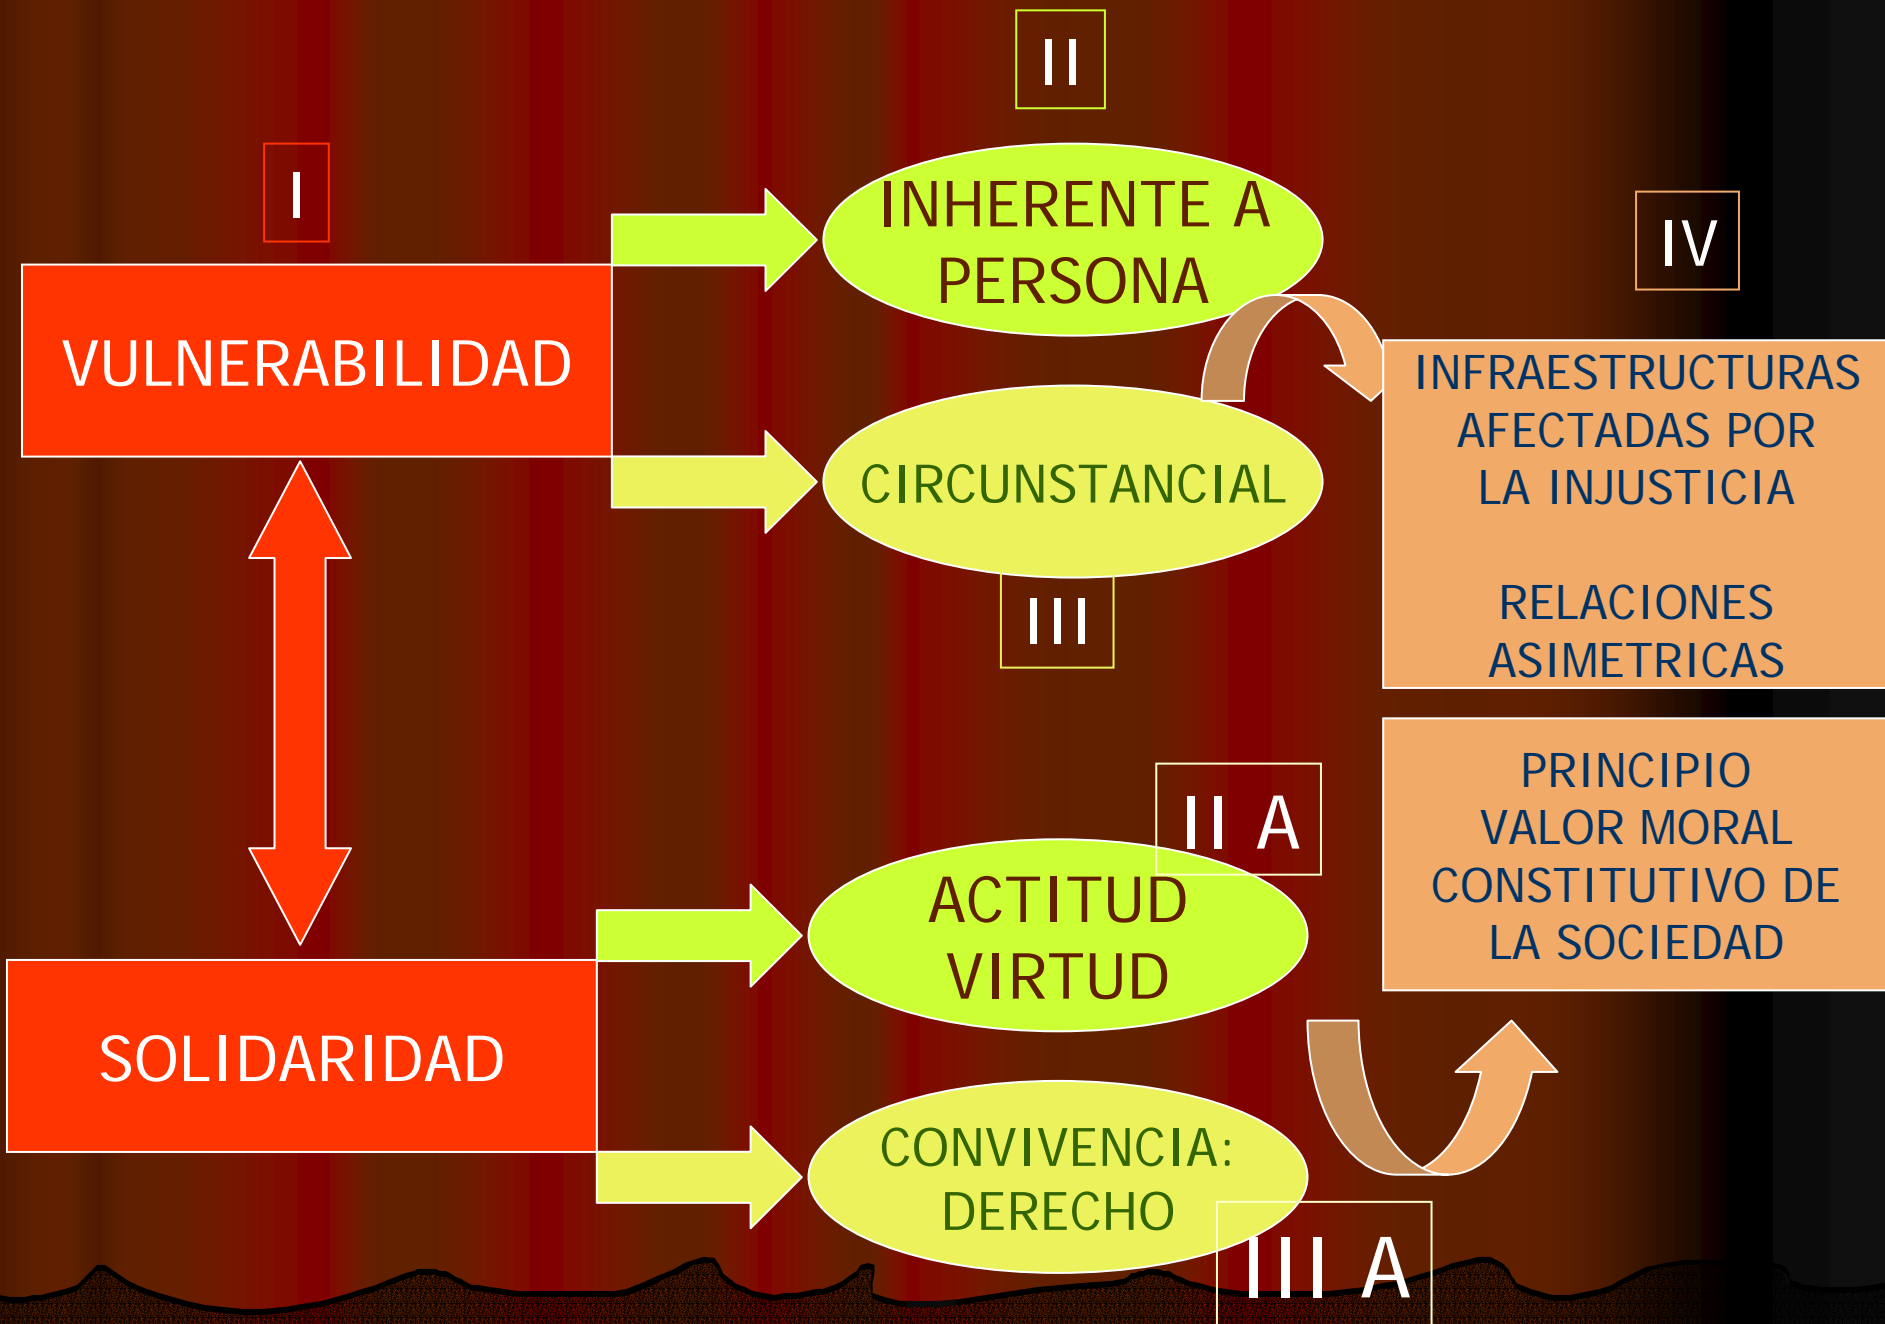 II
I
INHERENTE A
PERSONA
IV
VULNERABILIDAD
INFRAESTRUCTURAS
AFECTADAS POR
LA INJUSTICIA
RELACIONES
ASIMETRICAS
CIRCUNSTANCIAL
III
PRINCIPIO
VALOR MORAL
CONSTITUTIVO DE
LA SOCIEDAD
II A
ACTITUD
VIRTUD
SOLIDARIDAD
CONVIVENCIA:
DERECHO
III A